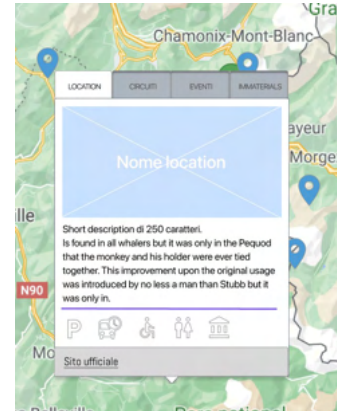 Gra
Chamonix-Mont-Blanc
LOCATION
CIRCUITI
EVENTI
IMMATERIALS
ayeur
Nome location
Morge
lle
Short description di 250 caratteri.
Is found in all whalers but it was only in the Pequod
that the monkey and his holder were ever tied
together. This improvement upon the original usage
was introduced by no less a man than Stubb but it
was only in.
N90
P
Mo
Sito ufficiale